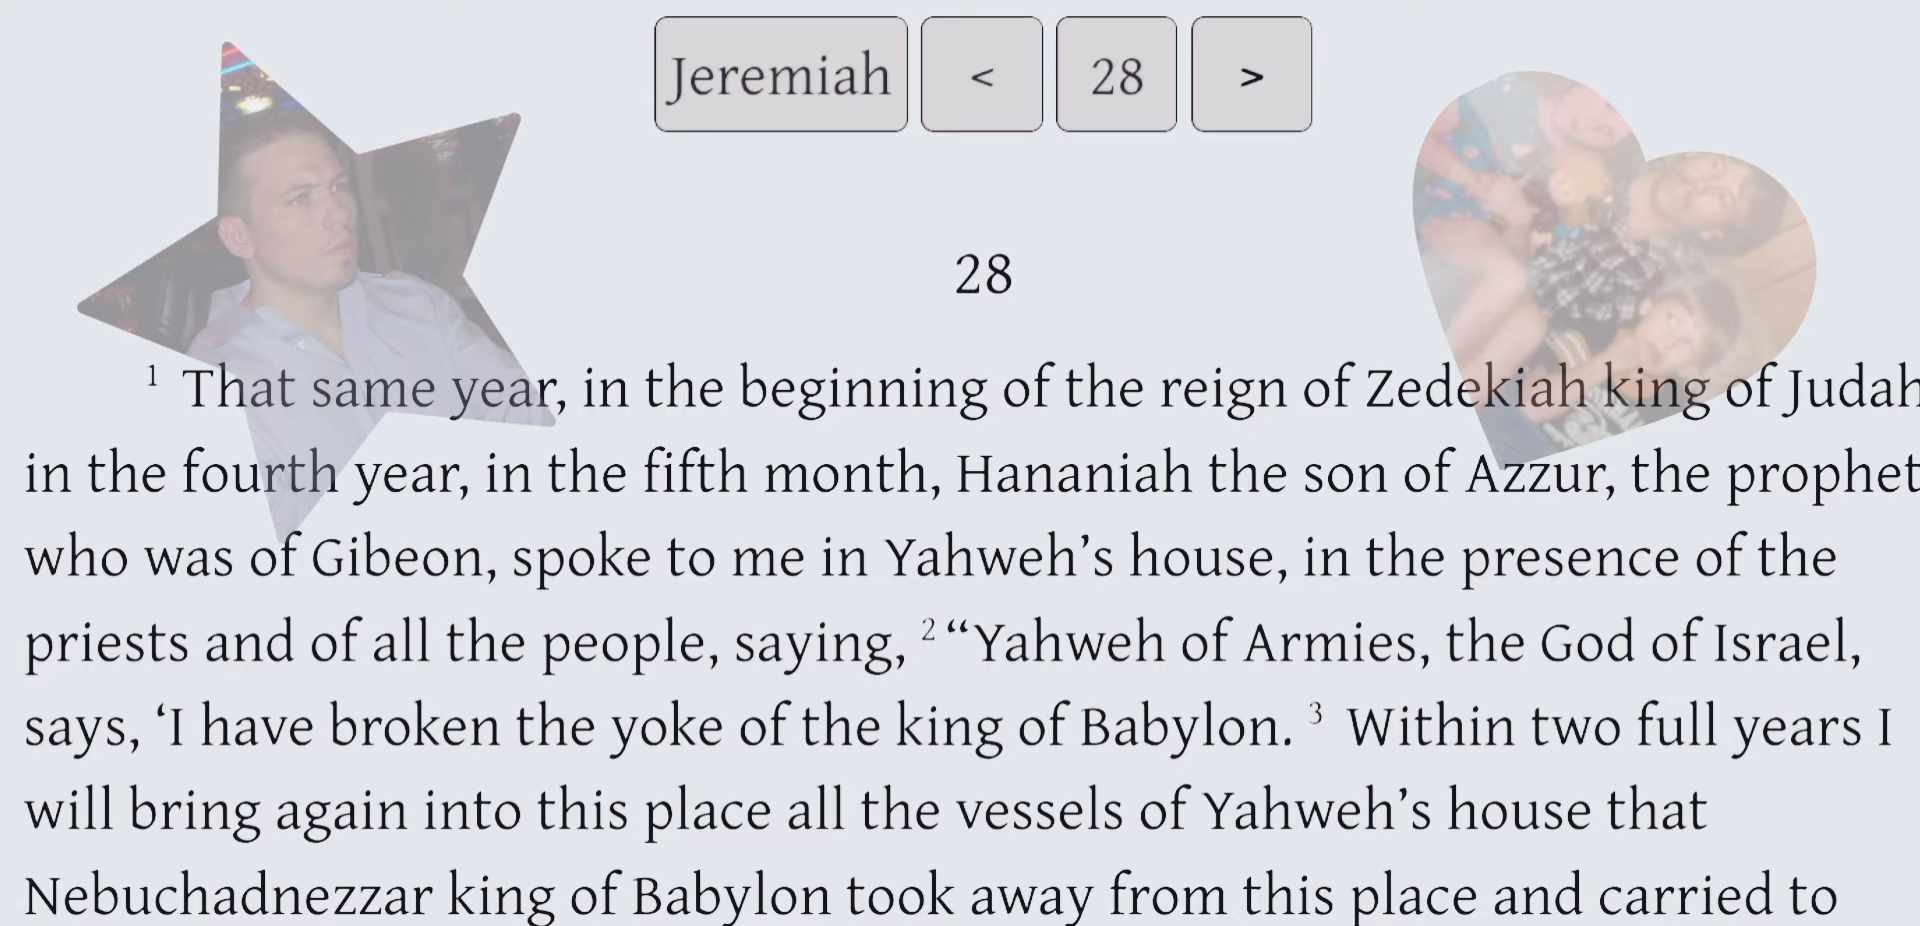 Jeremiah < 28 >
28
1 That same year, in the beginning of the reign of Zedekiah king of Judah
in the fourth year, in the fifth month, Hananiah the son of Azzur, the prophet
who was of Gibeon, spoke to me in Yahweh’s house, in the presence of the
priests and of all the people, saying, 2 “Yahweh of Armies, the God of Israel,
says, ‘I have broken the yoke of the king of Babylon. 3 Within two full years I
will bring again into this place all the vessels of Yahweh’s house that
Nebuchadnezzar king of Babylon took away from this place and carried to